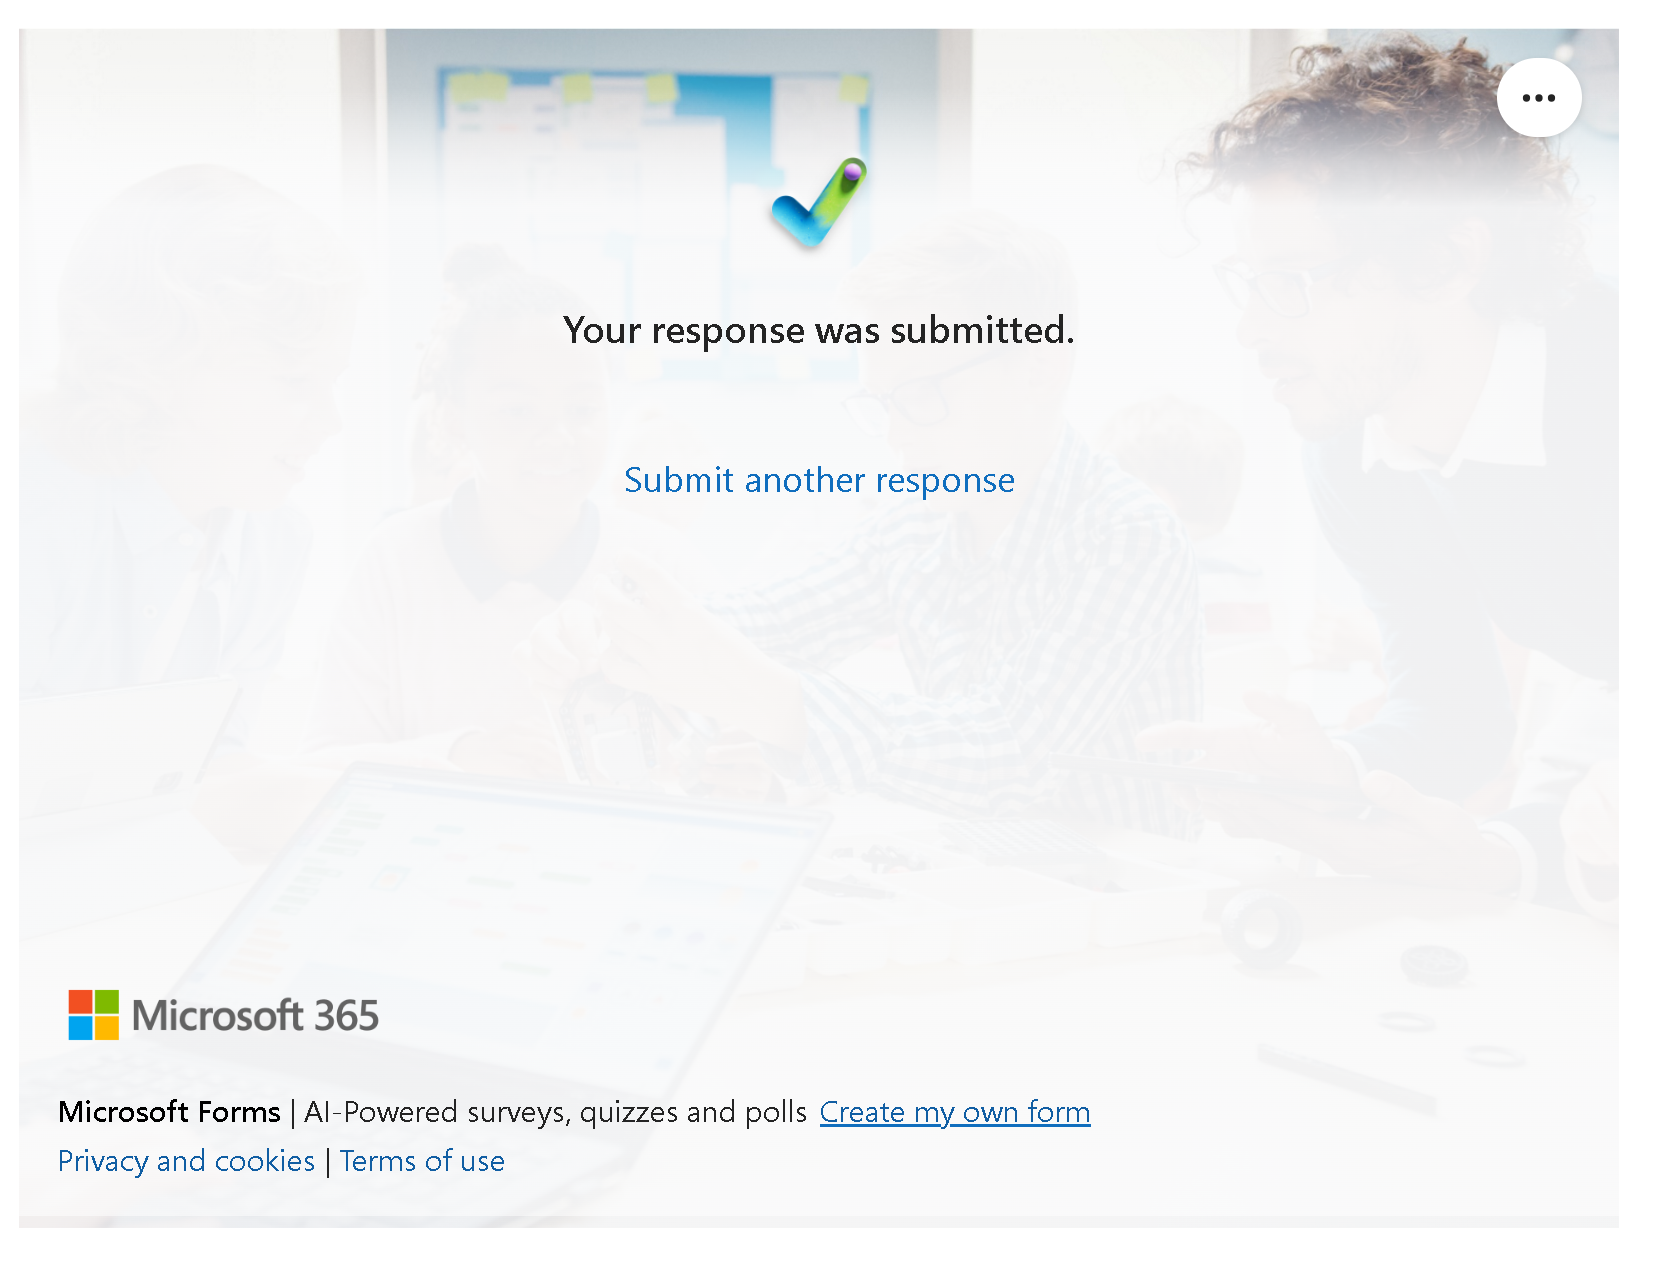 Your response was submitted.
Submit another response
Microsoft 365
Microsoft Forms | AI-Powered surveys, quizzes and polls Create my own form
Privacy and cookies | Terms of use